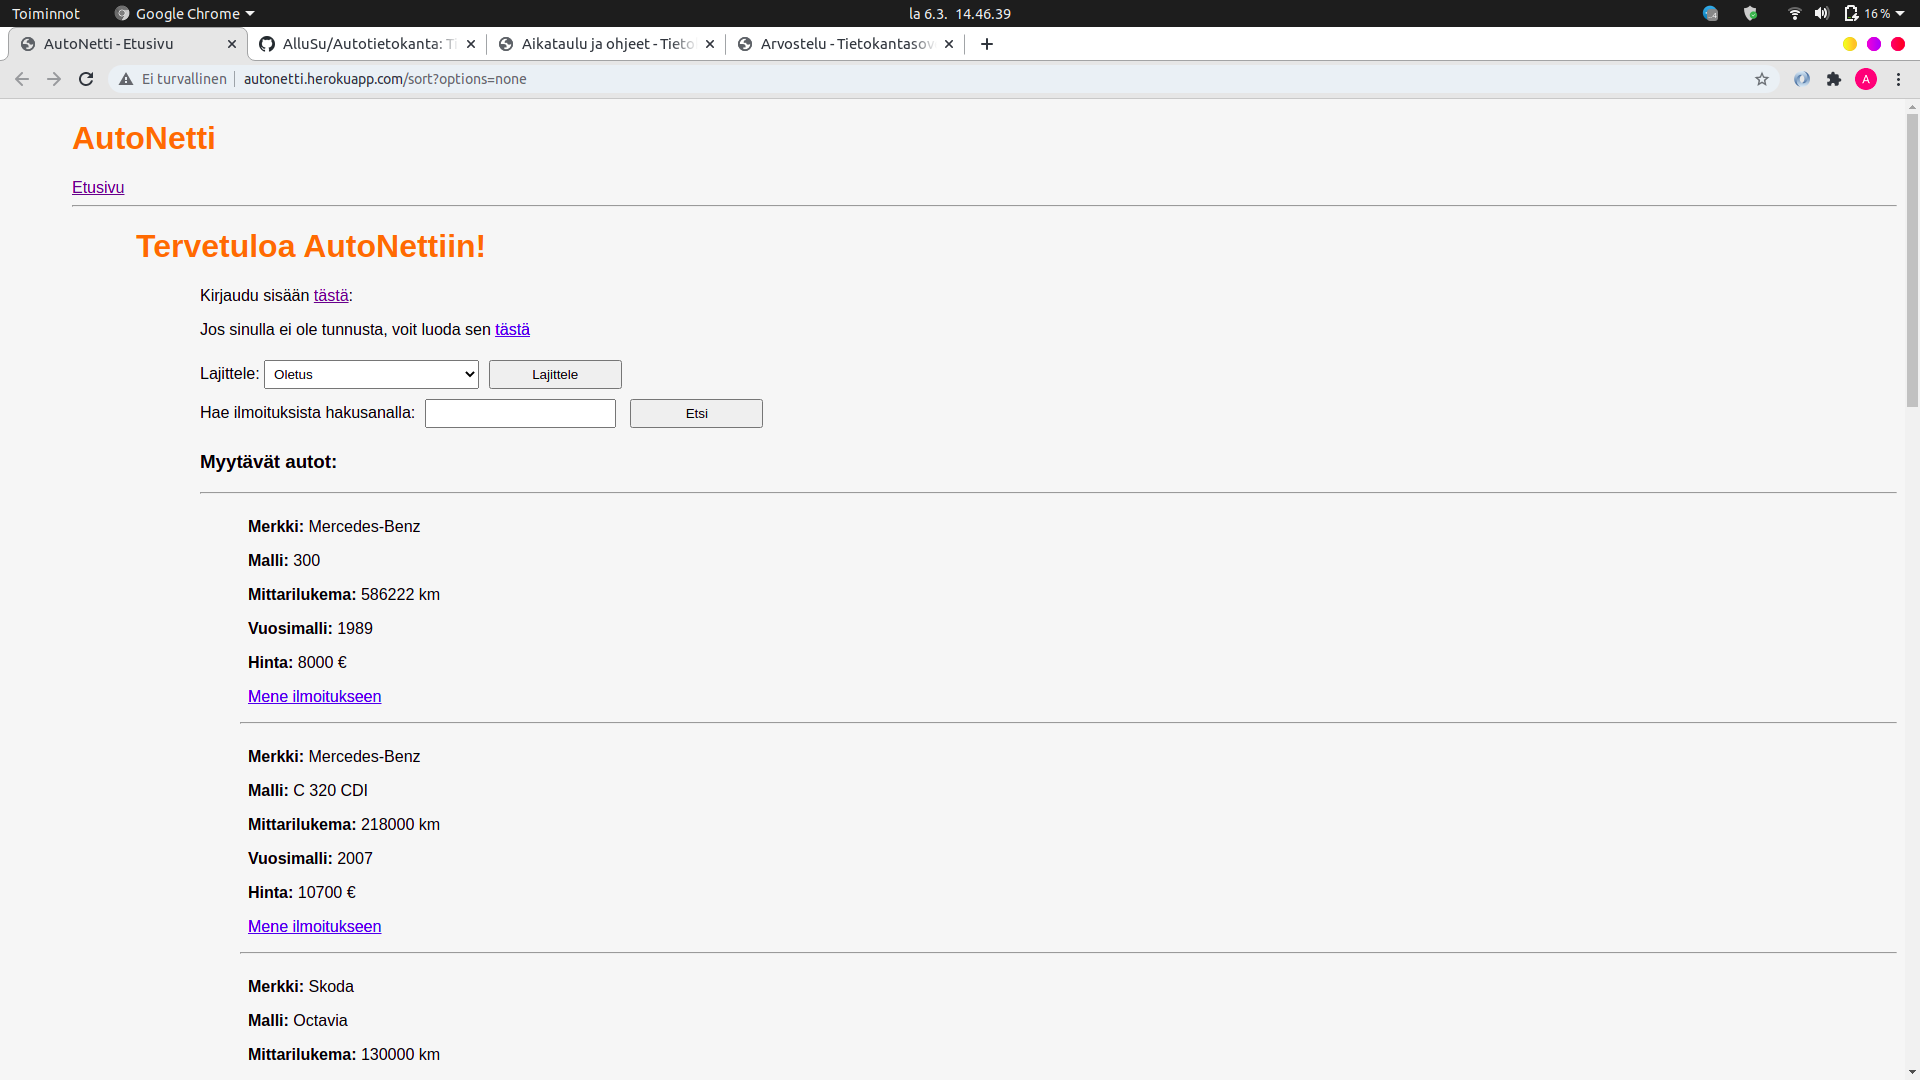 Toiminnot Google Chrome la 6.3. 14.46.39 16 %
AutoNetti - Etusivu AlluSu/Autotietokanta: Ti Aikataulu ja ohjeet - Tieto Arvostelu - Tietokantasov
Ei turvallinen autonetti.herokuapp.com/sort?options=none A
AutoNetti
Etusivu
Tervetuloa AutoNettiin!
Kirjaudu sisään tästä:
Jos sinulla ei ole tunnusta, voit luoda sen tästä
Lajittele: Oletus Lajittele
Hae ilmoituksista hakusanalla: Etsi
Myytävät autot:
Merkki: Mercedes-Benz
Malli: 300
Mittarilukema: 586222 km
Vuosimalli: 1989
Hinta: 8000 €
Mene ilmoitukseen
Merkki: Mercedes-Benz
Malli: C 320 CDI
Mittarilukema: 218000 km
Vuosimalli: 2007
Hinta: 10700 €
Mene ilmoitukseen
Merkki: Skoda
Malli: Octavia
Mittarilukema: 130000 km